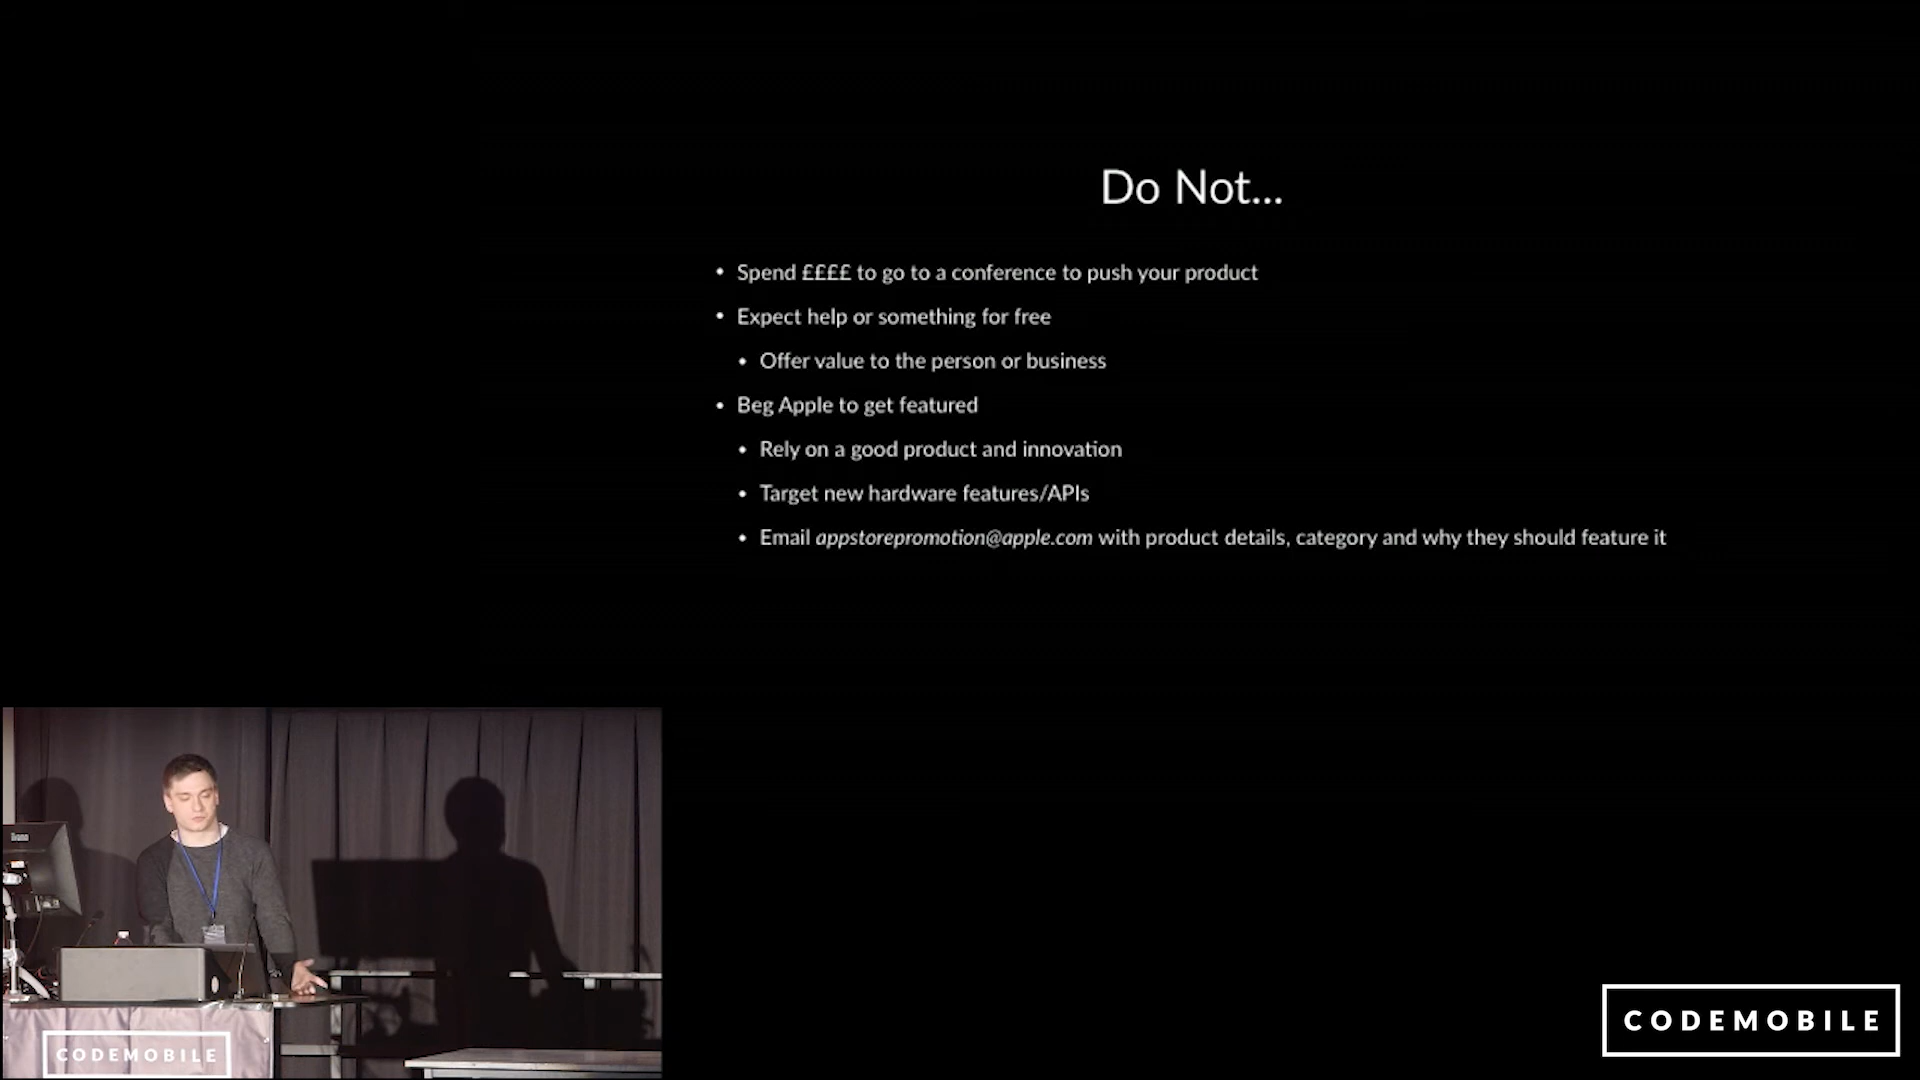 Do Not...
• Spend ££££ to go to a conference to push your product
• Expect help or something for free
• Offer value to the person or business
• Beg Apple to get featured
• Rely on a good product and innovation
• Target new hardware features/APIs
• Email appstorepromotion@apple.com with product details, category and why they should feature it
CODEMOBILE
CODEMOBILE